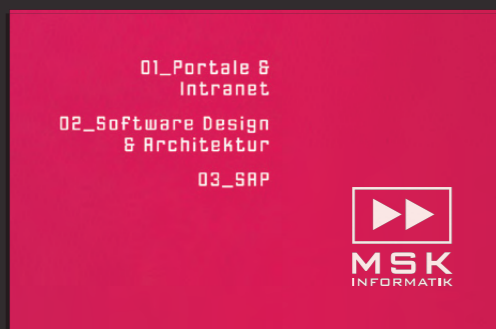 01_Portale &
Intranet
02_Software Design
& Architektur
03_SAP
MSK
INFORMATIK